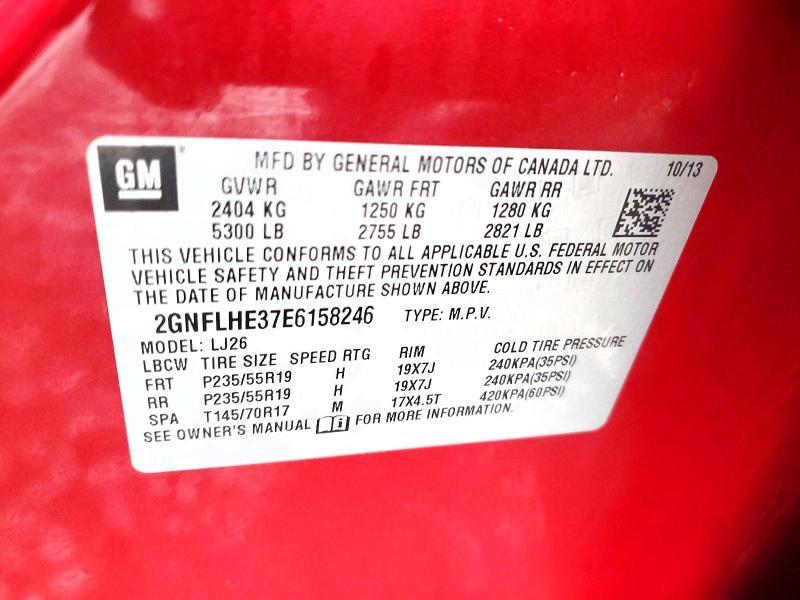 GM
MFD BY GENERAL MOTORS OF CANADA LTD. 10/13
GVWR GAWR FRT GAWR RR
2404 KG 1250 KG 1280 KG
5300 LB 2755 LB 2821 LB
THIS VEHICLE CONFORMS TO ALL APPLICABLE U.S. FEDERAL MOTOR
VEHICLE SAFETY AND THEFT PREVENTION STANDARDS IN EFFECT ON
THE DATE OF MANUFACTURE SHOWN ABOVE.
2GNFLHE37E6158246 TYPE: M.P.V.
MODEL: LJ26
LBCW TIRE SIZE SPEED RTG RIM COLD TIRE PRESSURE
FRT P235/55R19 H 19X7J 240KPA(35PSI)
RR P235/55R19 H 19X7J 240KPA(35PSI)
SPA T145/70R17 M 17X4.5T 420KPA(60PSI)
SEE OWNER'S MANUAL i FOR MORE INFORMATION.